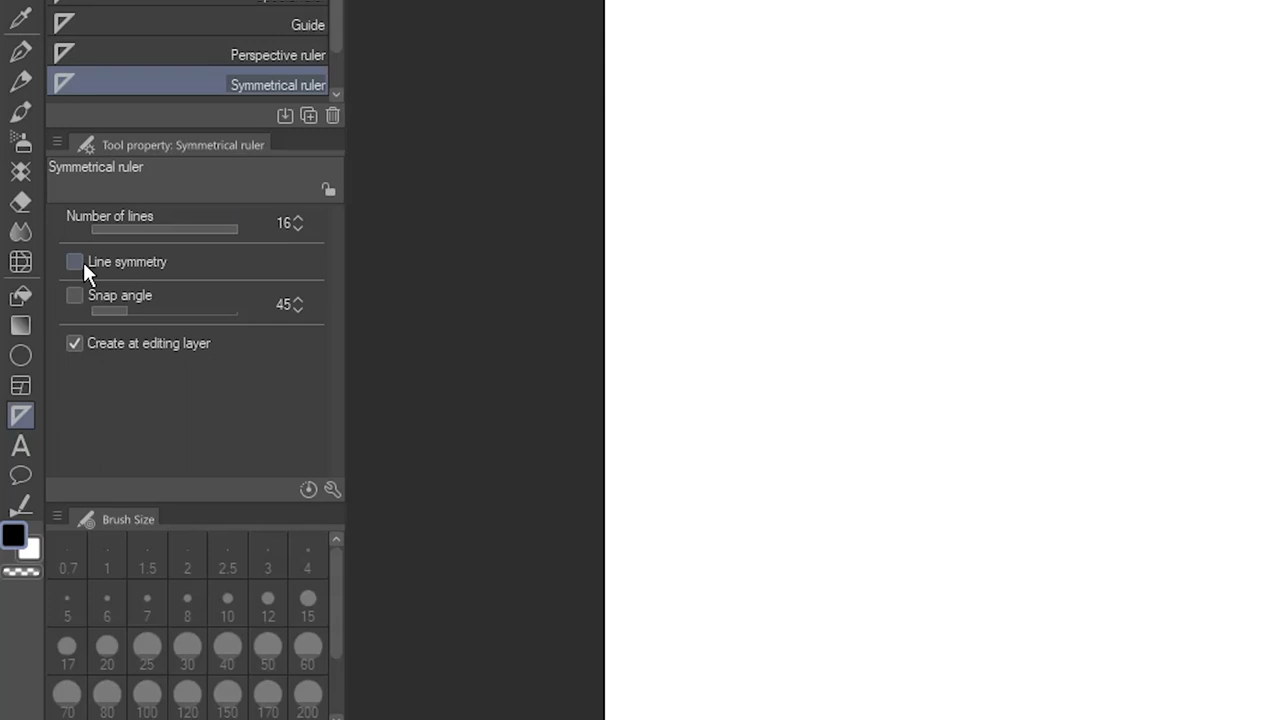 Guide
Perspective ruler
Symmetrical ruler
Tool property: Symmetrical ruler
Symmetrical ruler
Number of lines 16
Line symmetry
Snap angle 45
Create at editing layer
A
Brush Size
0.7 1 1.5 2 2.5 3 4
5 6 7 8 10 12 15
17 20 25 30 40 50 60
70 80 100 120 150 170 200